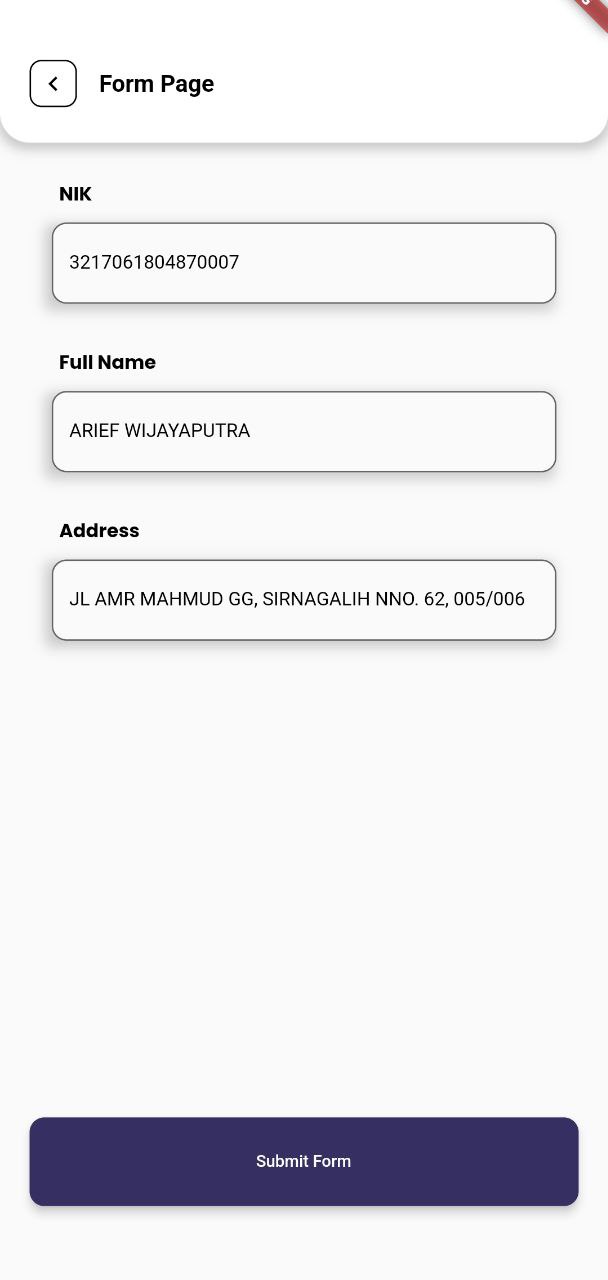 Form Page
NIK
3217061804870007
Full Name
ARIEF WIJAYAPUTRA
Address
JL AMR MAHMUD GG, SIRNAGALIH NNO. 62, 005/006
Submit Form